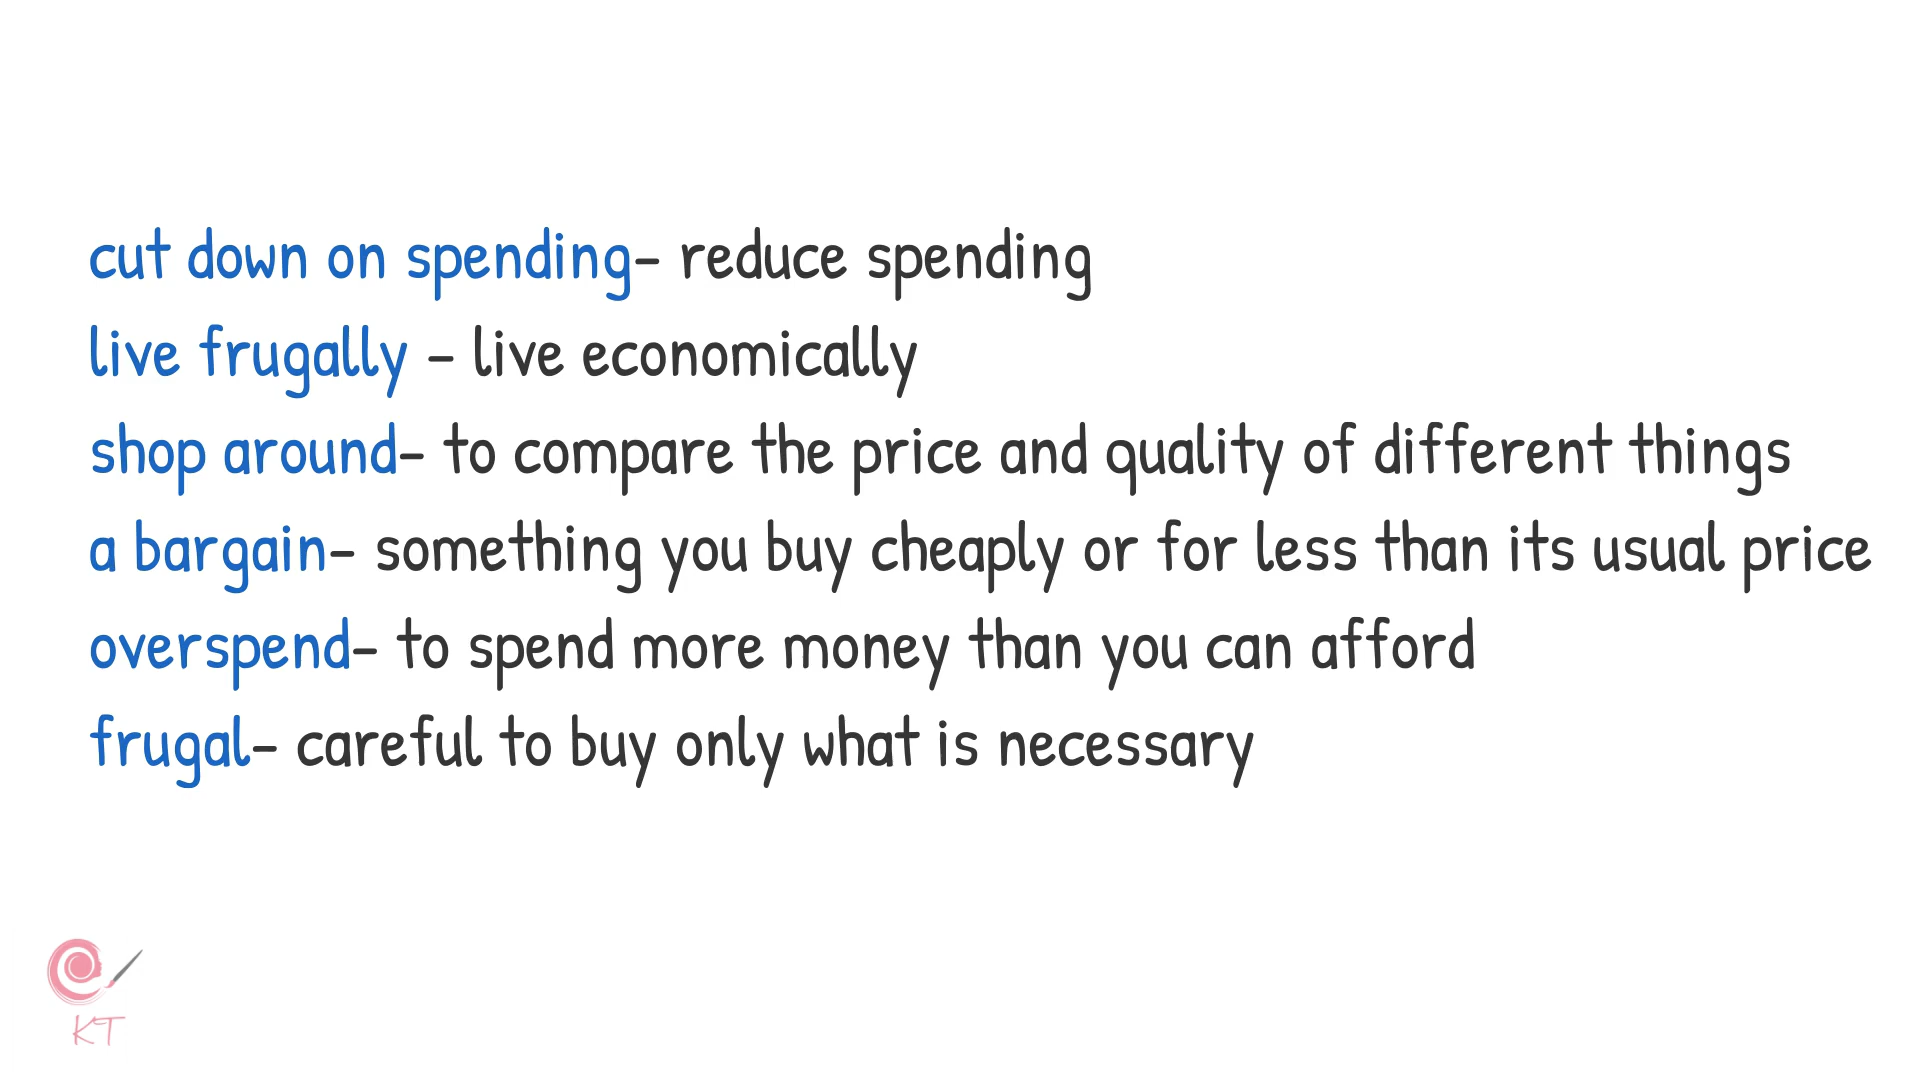 cut down on spending- reduce spending
live frugally - live economically
shop around- to compare the price and quality of different things
a bargain- something you buy cheaply or for less than its usual price
overspend- to spend more money than you can afford
frugal- careful to buy only what is necessary
KT